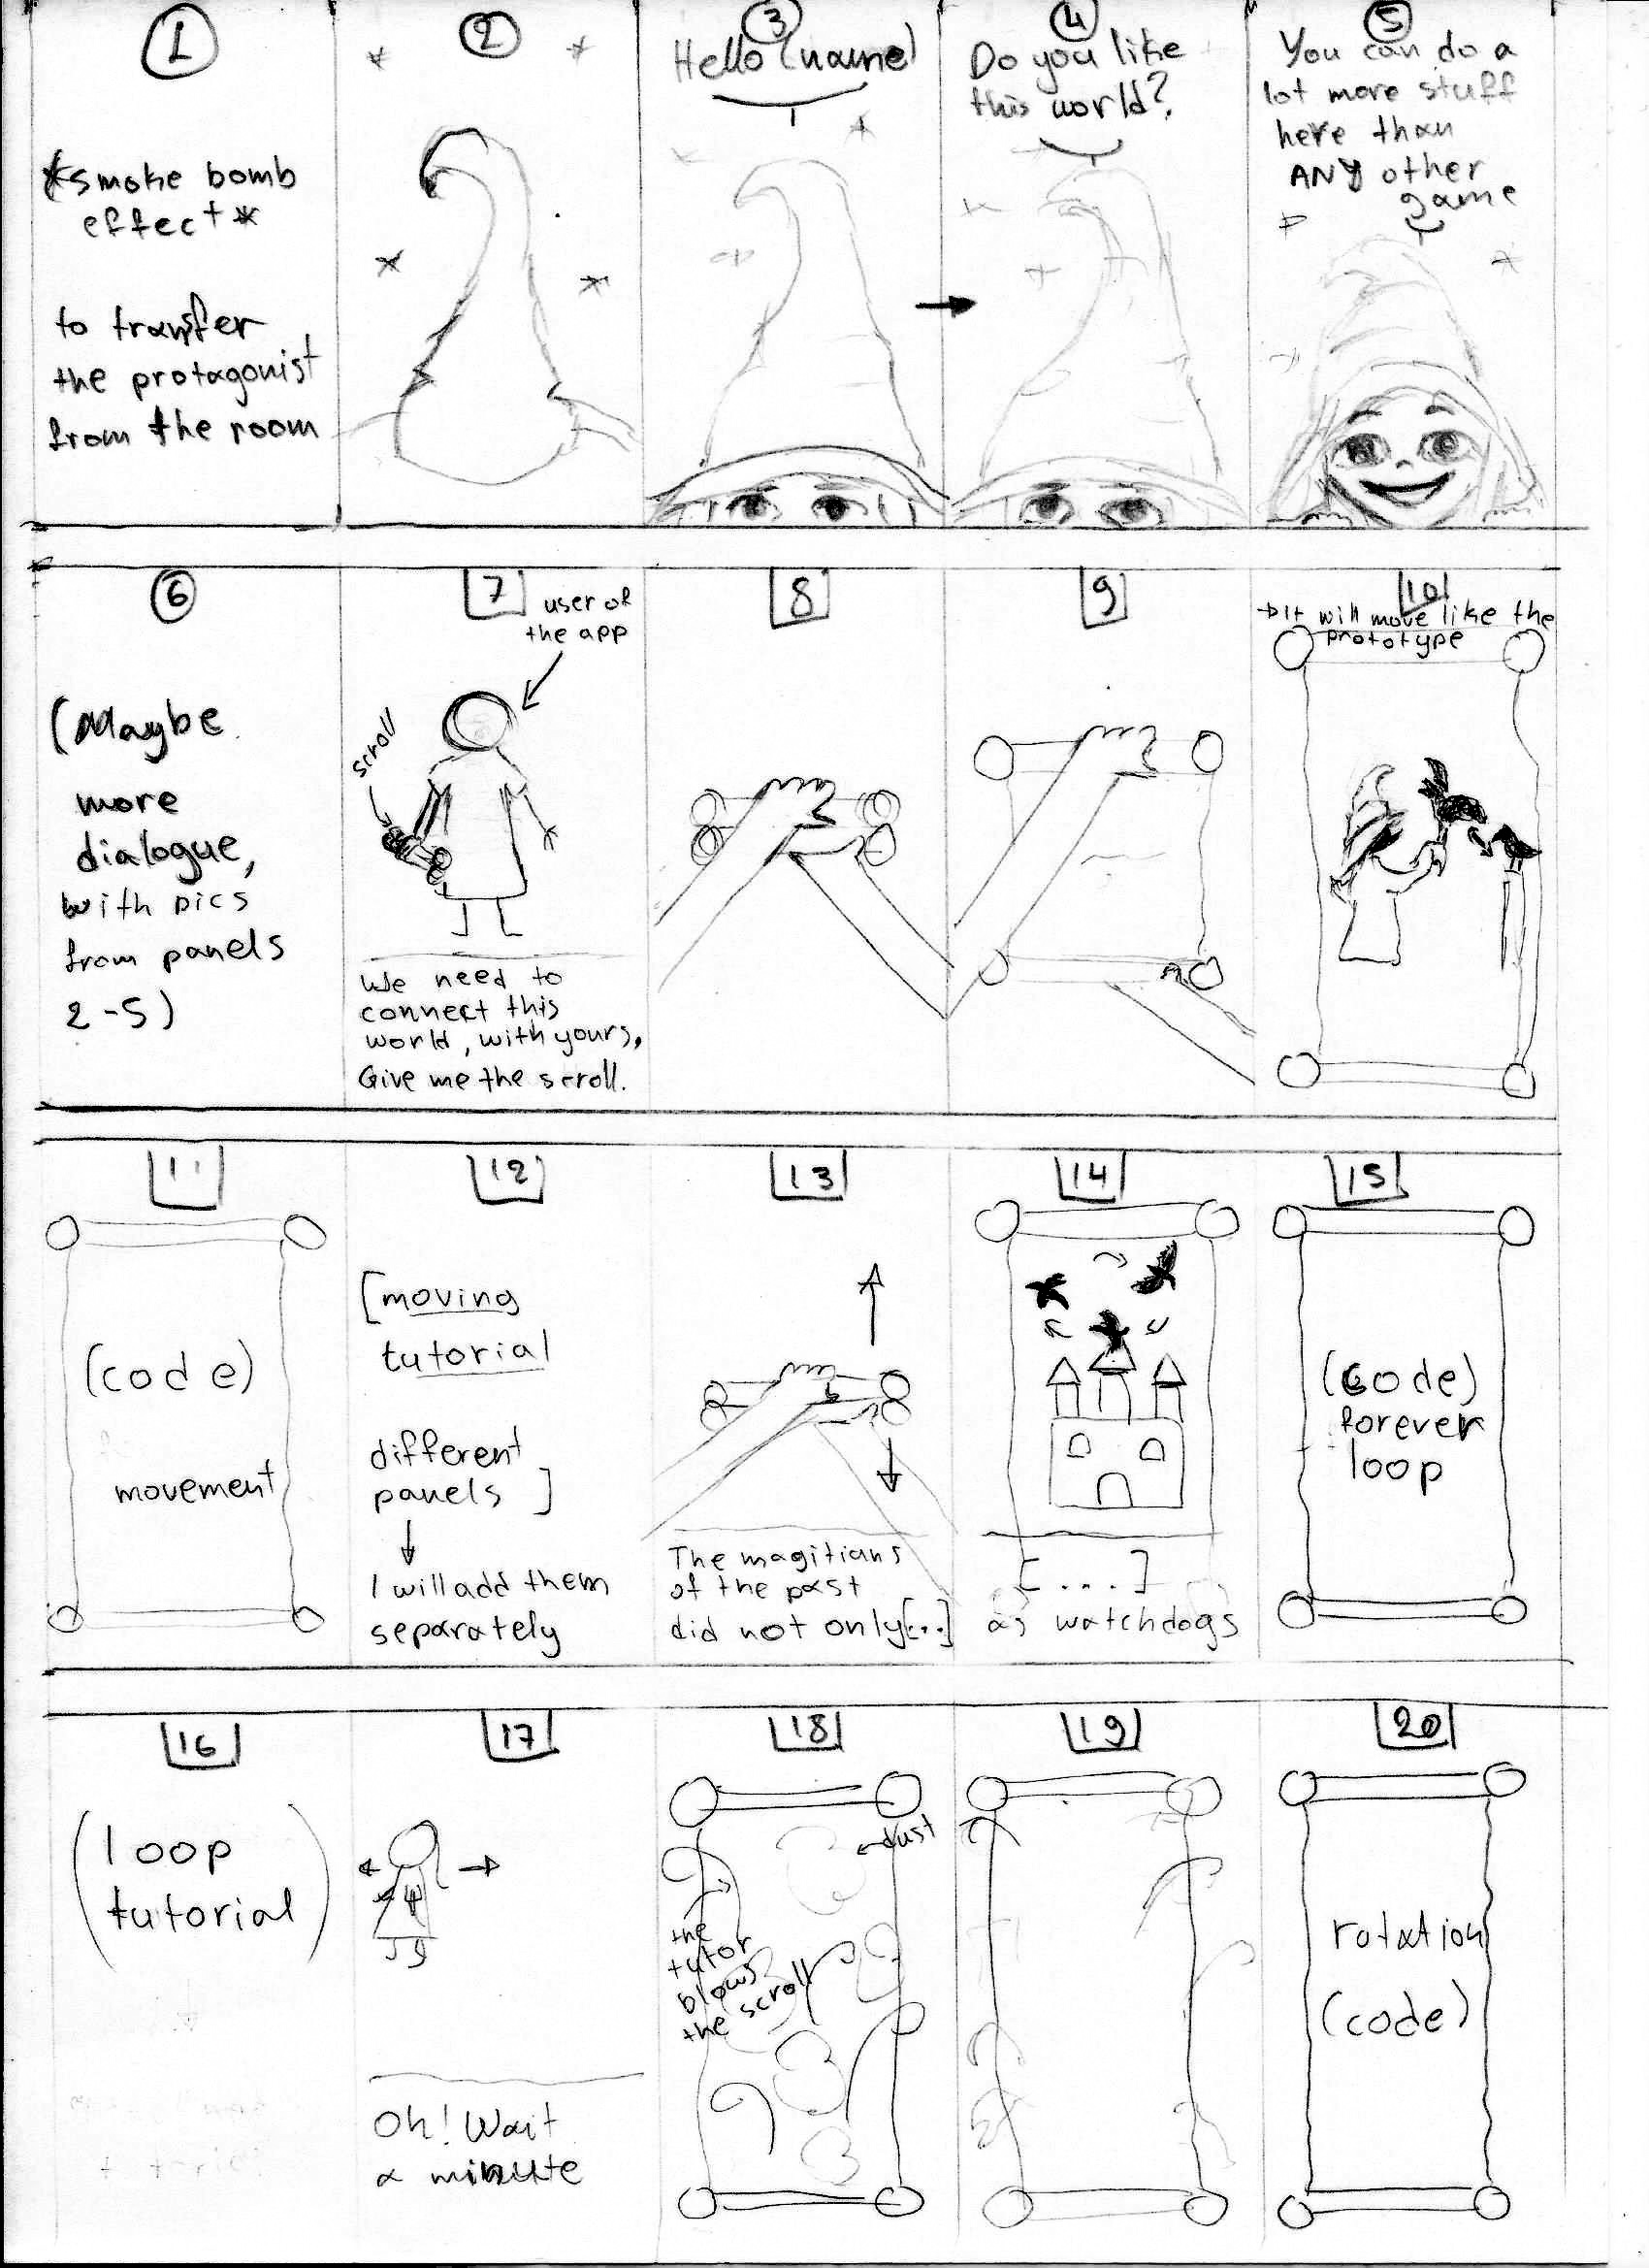 1
*smoke bomb
effect*
to transfer
the protagonist
from the room
2
3
Hello (name)
4
Do you like
this world?
5
You can do a
lot more stuff
here than
ANY other
game
6
(Maybe
more
dialogue,
with pics
from panels
2-5)
7
user of
the app
scroll
We need to
connect this
world, with yours,
Give me the scroll.
8
9
10
It will move like the
prototype
11
(code)
movement
12
[moving
tutorial
different
panels]
I will add them
separately
13
The magitians
of the past
did not only[..]
14
[....]
as watchdogs
15
(code)
forever
loop
16
(loop
tutorial)
17
Oh! Wait
a minute
18
dust
the
tutor
blows
the scroll
19
20
rotation
(code)